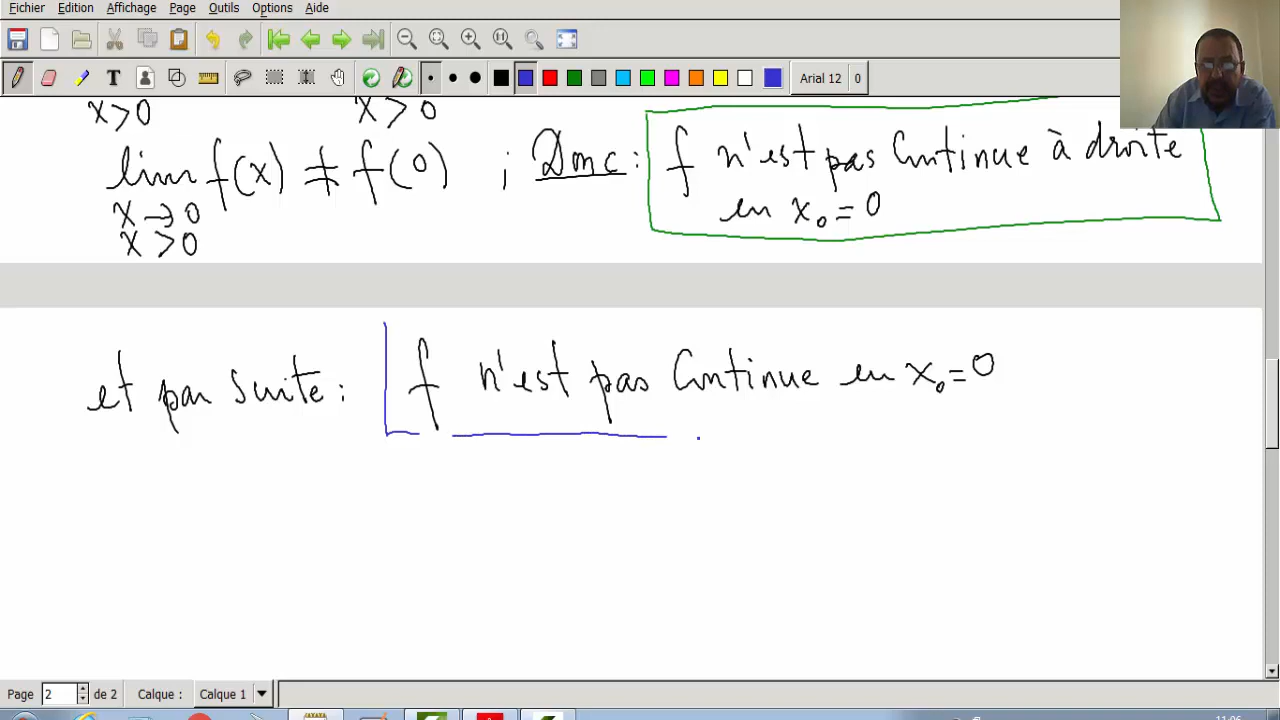 Fichier Edition Affichage Page Outils Options Aide
Arial 12 0
x>0 x>0
lim f(x) ≠ f(0) ; Donc : f n'est pas Continue à droite
x→0 en x₀=0
x>0
et par Suite : f n'est pas Continue en x₀=0
Page 2 de 2 Calque : Calque 1
11:06